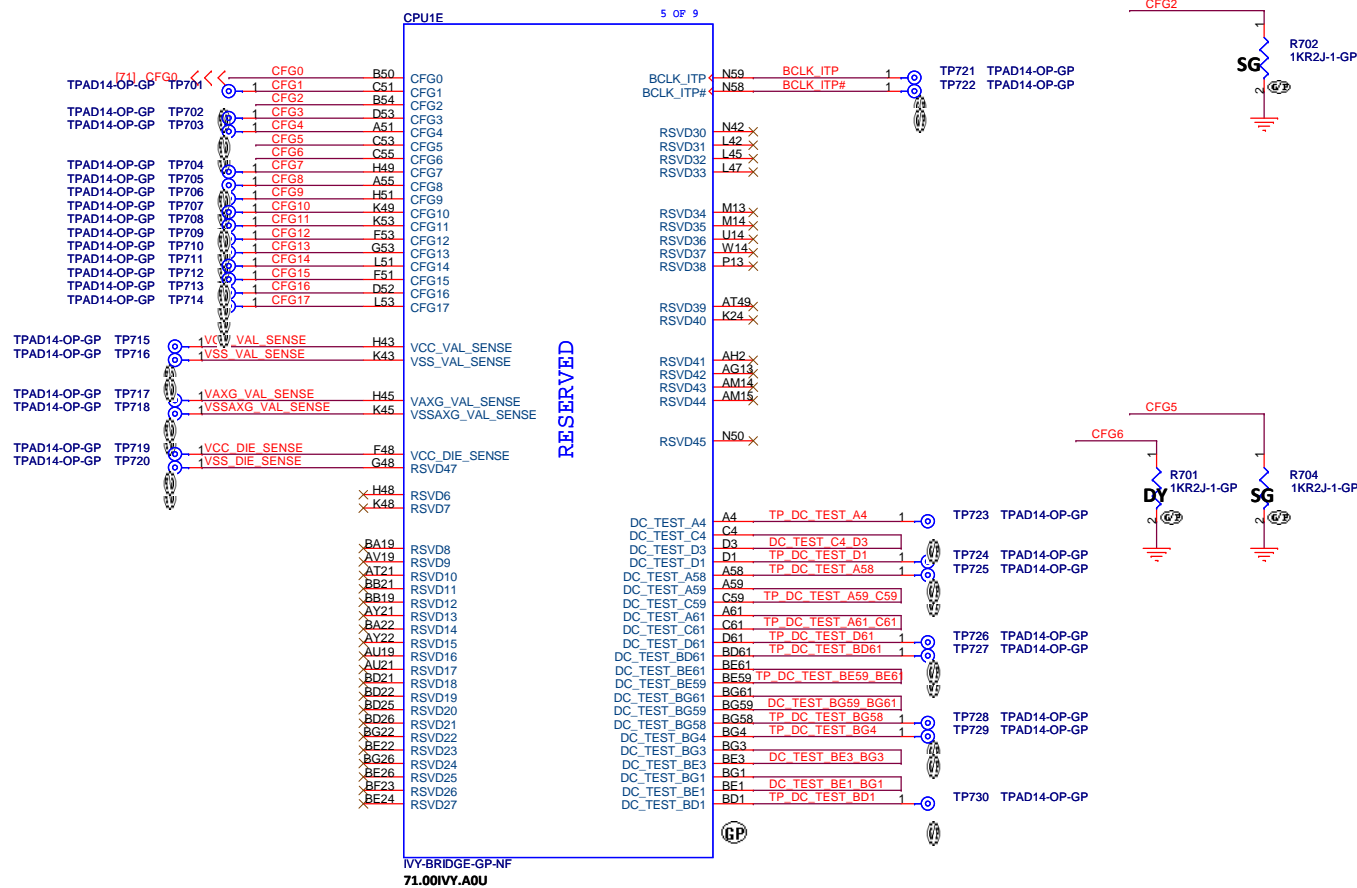 CPU1E
5 OF 9
[71] CFG0 CFG0 B50 CFG0
TPAD14-OP-GP TP701 1 CFG1 C51 CFG1
CFG2 B54 CFG2
TPAD14-OP-GP TP702 1 CFG3 D53 CFG3
TPAD14-OP-GP TP703 1 CFG4 A51 CFG4
CFG5 C53 CFG5
CFG6 C55 CFG6
TPAD14-OP-GP TP704 1 CFG7 H49 CFG7
TPAD14-OP-GP TP705 1 CFG8 A55 CFG8
TPAD14-OP-GP TP706 1 CFG9 H51 CFG9
TPAD14-OP-GP TP707 1 CFG10 K49 CFG10
TPAD14-OP-GP TP708 1 CFG11 K53 CFG11
TPAD14-OP-GP TP709 1 CFG12 F53 CFG12
TPAD14-OP-GP TP710 1 CFG13 G53 CFG13
TPAD14-OP-GP TP711 1 CFG14 L51 CFG14
TPAD14-OP-GP TP712 1 CFG15 F51 CFG15
TPAD14-OP-GP TP713 1 CFG16 D52 CFG16
TPAD14-OP-GP TP714 1 CFG17 L53 CFG17
TPAD14-OP-GP TP715 1 VCC_VAL_SENSE H43 VCC_VAL_SENSE
TPAD14-OP-GP TP716 1 VSS_VAL_SENSE K43 VSS_VAL_SENSE
TPAD14-OP-GP TP717 1 VAXG_VAL_SENSE H45 VAXG_VAL_SENSE
TPAD14-OP-GP TP718 1 VSSAXG_VAL_SENSE K45 VSSAXG_VAL_SENSE
TPAD14-OP-GP TP719 1 VCC_DIE_SENSE F48 VCC_DIE_SENSE
TPAD14-OP-GP TP720 1 VSS_DIE_SENSE G48 RSVD47
H48 RSVD6
K48 RSVD7
BA19 RSVD8
AV19 RSVD9
AT21 RSVD10
BB21 RSVD11
BB19 RSVD12
AY21 RSVD13
BA22 RSVD14
AY22 RSVD15
AU19 RSVD16
AU21 RSVD17
BD21 RSVD18
BD22 RSVD19
BD25 RSVD20
BD26 RSVD21
BG22 RSVD22
BE22 RSVD23
BG26 RSVD24
BE26 RSVD25
BF23 RSVD26
BE24 RSVD27
RESERVED
BCLK_ITP N59 BCLK_ITP 1 TP721 TPAD14-OP-GP
BCLK_ITP# N58 BCLK_ITP# 1 TP722 TPAD14-OP-GP
RSVD30 N42
RSVD31 L42
RSVD32 L45
RSVD33 L47
RSVD34 M13
RSVD35 M14
RSVD36 U14
RSVD37 W14
RSVD38 P13
RSVD39 AT49
RSVD40 K24
RSVD41 AH2
RSVD42 AG13
RSVD43 AM14
RSVD44 AM15
RSVD45 N50
DC_TEST_A4 A4 TP_DC_TEST_A4 1 TP723 TPAD14-OP-GP
DC_TEST_C4 C4
DC_TEST_D3 D3 DC_TEST_C4_D3
DC_TEST_D1 D1 TP_DC_TEST_D1 1 TP724 TPAD14-OP-GP
DC_TEST_A58 A58 TP_DC_TEST_A58 1 TP725 TPAD14-OP-GP
DC_TEST_A59 A59
DC_TEST_C59 C59 TP_DC_TEST_A59_C59
DC_TEST_A61 A61
DC_TEST_C61 C61 TP_DC_TEST_A61_C61
DC_TEST_D61 D61 TP_DC_TEST_D61 1 TP726 TPAD14-OP-GP
DC_TEST_BD61 BD61 TP_DC_TEST_BD61 1 TP727 TPAD14-OP-GP
DC_TEST_BE61 BE61
DC_TEST_BE59 BE59 TP_DC_TEST_BE59_BE61
DC_TEST_BG61 BG61
DC_TEST_BG59 BG59 DC_TEST_BG59_BG61
DC_TEST_BG58 BG58 TP_DC_TEST_BG58 1 TP728 TPAD14-OP-GP
DC_TEST_BG4 BG4 TP_DC_TEST_BG4 1 TP729 TPAD14-OP-GP
DC_TEST_BG3 BG3
DC_TEST_BE3 BE3 DC_TEST_BE3_BG3
DC_TEST_BG1 BG1
DC_TEST_BE1 BE1 DC_TEST_BE1_BG1
DC_TEST_BD1 BD1 TP_DC_TEST_BD1 1 TP730 TPAD14-OP-GP
GP
IVY-BRIDGE-GP-NF
71.00IVY.A0U
CFG2
1
R702
1KR2J-1-GP
SG
2
CFG5
CFG6
1
R701
1KR2J-1-GP
DY
2
1
R704
1KR2J-1-GP
SG
2